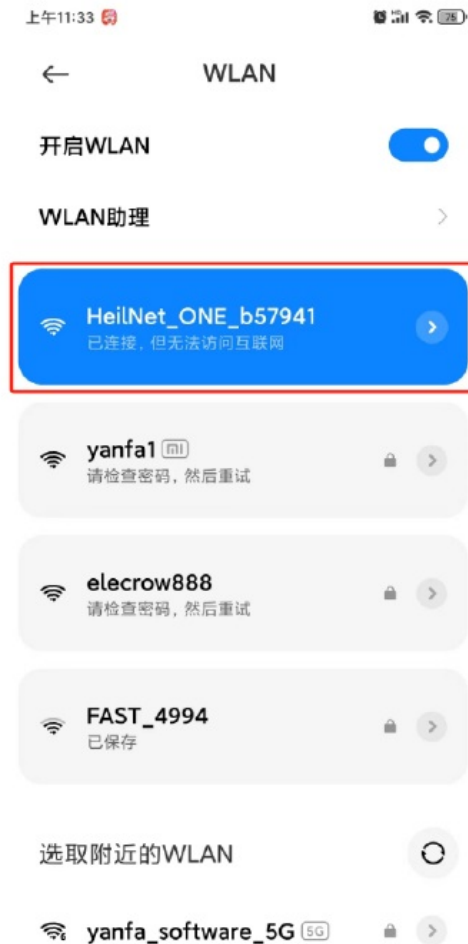 上午11:33
75
WLAN
开启WLAN
WLAN助理
HeilNet_ONE_b57941
已连接，但无法访问互联网
yanfa1
请检查密码，然后重试
elecrow888
请检查密码，然后重试
FAST_4994
已保存
选取附近的WLAN
yanfa_software_5G 5G